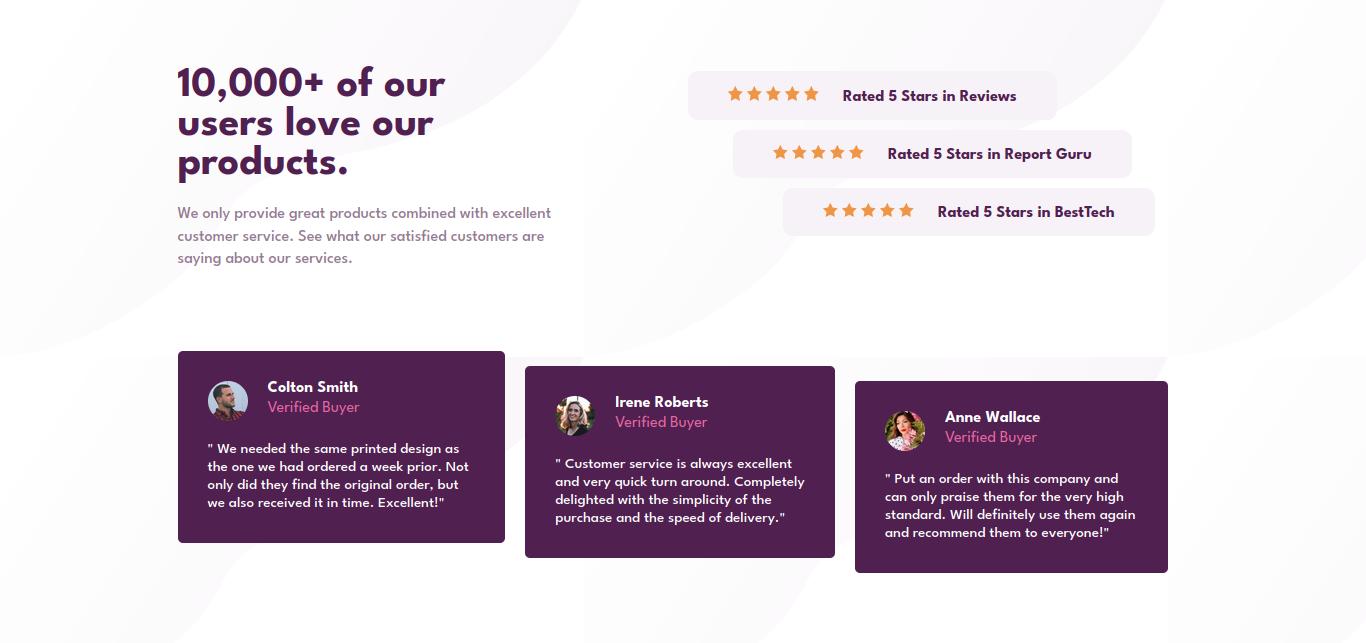 10,000+ of our
users love our
products.
We only provide great products combined with excellent
customer service. See what our satisfied customers are
saying about our services.
Rated 5 Stars in Reviews
Rated 5 Stars in Report Guru
Rated 5 Stars in BestTech
Colton Smith
Verified Buyer
" We needed the same printed design as
the one we had ordered a week prior. Not
only did they find the original order, but
we also received it in time. Excellent!"
Irene Roberts
Verified Buyer
" Customer service is always excellent
and very quick turn around. Completely
delighted with the simplicity of the
purchase and the speed of delivery."
Anne Wallace
Verified Buyer
" Put an order with this company and
can only praise them for the very high
standard. Will definitely use them again
and recommend them to everyone!"